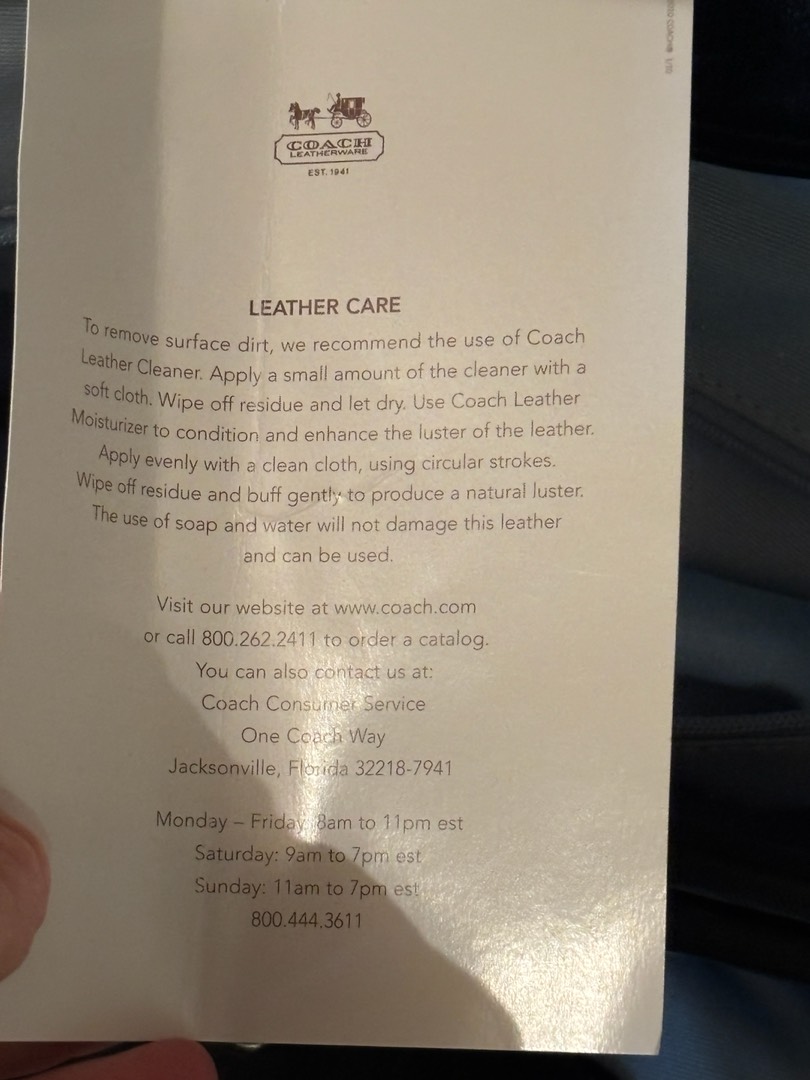 COACH
LEATHERWARE
EST. 1941
LEATHER CARE
To remove surface dirt, we recommend the use of Coach
Leather Cleaner. Apply a small amount of the cleaner with a
soft cloth. Wipe off residue and let dry. Use Coach Leather
Moisturizer to condition and enhance the luster of the leather.
Apply evenly with a clean cloth, using circular strokes.
Wipe off residue and buff gently to produce a natural luster.
The use of soap and water will not damage this leather
and can be used.
Visit our website at www.coach.com
or call 800.262.2411 to order a catalog.
You can also contact us at:
Coach Consumer Service
One Coach Way
Jacksonville, Florida 32218-7941
Monday – Friday: 8am to 11pm est
Saturday: 9am to 7pm est
Sunday: 11am to 7pm est
800.444.3611
COACH® 1/10